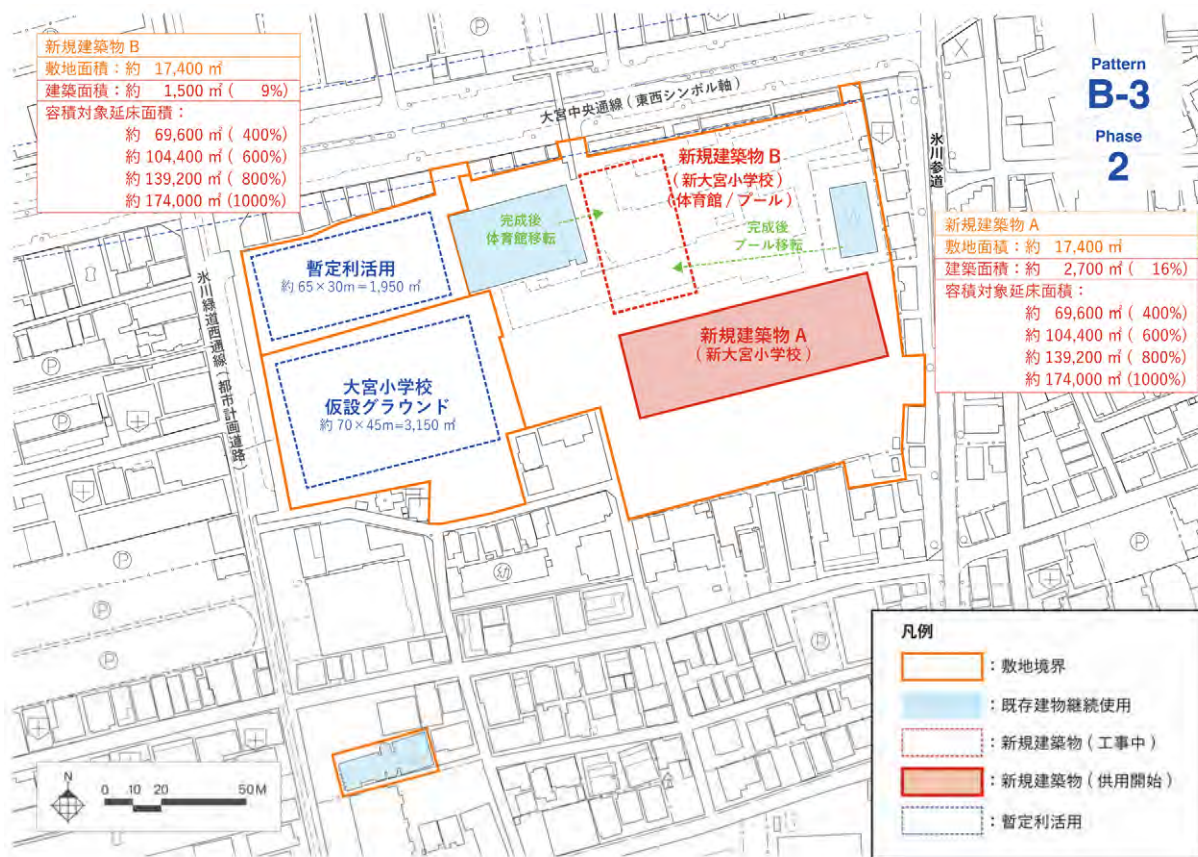 新規建築物 B
敷地面積：約 17,400 ㎡
建築面積：約 1,500 ㎡ ( 9%)
容積対象延床面積：
約 69,600 ㎡ ( 400%)
約 104,400 ㎡ ( 600%)
約 139,200 ㎡ ( 800%)
約 174,000 ㎡ (1000%)
Pattern
B-3
Phase
2
大宮中央通線 ( 東西シンボル軸 )
氷川参道
新規建築物 B
( 新大宮小学校 )
( 体育館 / プール )
完成後
体育館移転
完成後
プール移転
暫定利活用
約 65×30m＝1,950 ㎡
新規建築物 A
( 新大宮小学校 )
新規建築物 A
敷地面積：約 17,400 ㎡
建築面積：約 2,700 ㎡ ( 16%)
容積対象延床面積：
約 69,600 ㎡ ( 400%)
約 104,400 ㎡ ( 600%)
約 139,200 ㎡ ( 800%)
約 174,000 ㎡ (1000%)
氷川緑道西通線 ( 都市計画道路 )
大宮小学校
仮設グラウンド
約 70×45m=3,150 ㎡
P
P
P
W
P
P
P
P
P
幼
凡例
：敷地境界
：既存建物継続使用
：新規建築物 ( 工事中 )
：新規建築物 ( 供用開始 )
：暫定利活用
N
0 10 20 50M